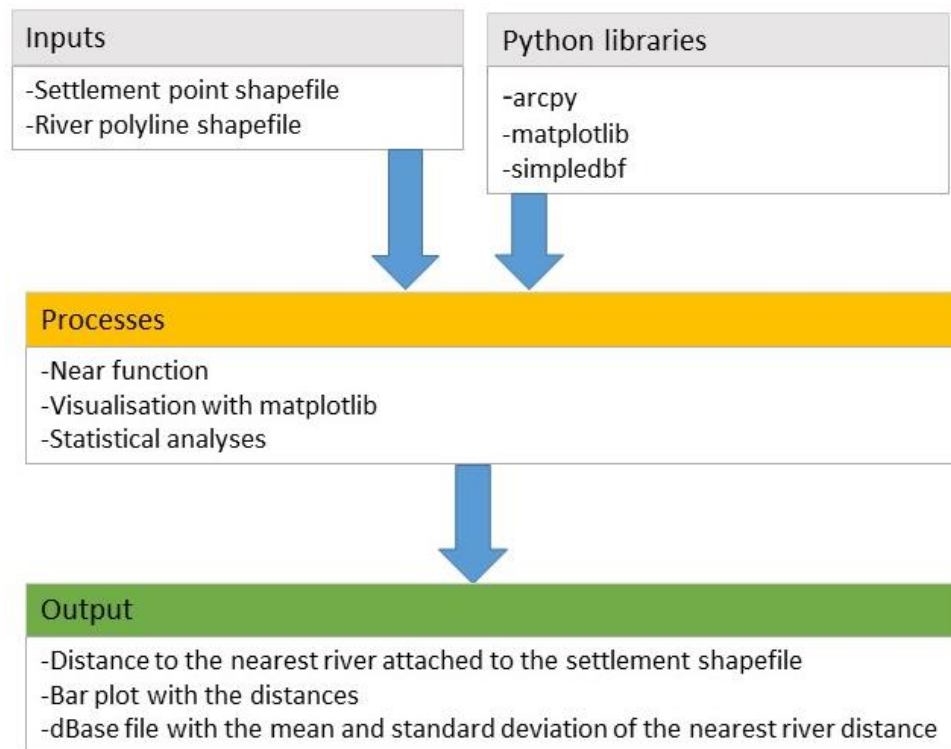 Inputs
-Settlement point shapefile
-River polyline shapefile
Python libraries
-arcpy
-matplotlib
-simpledbf
Processes
-Near function
-Visualisation with matplotlib
-Statistical analyses
Output
-Distance to the nearest river attached to the settlement shapefile
-Bar plot with the distances
-dBase file with the mean and standard deviation of the nearest river distance